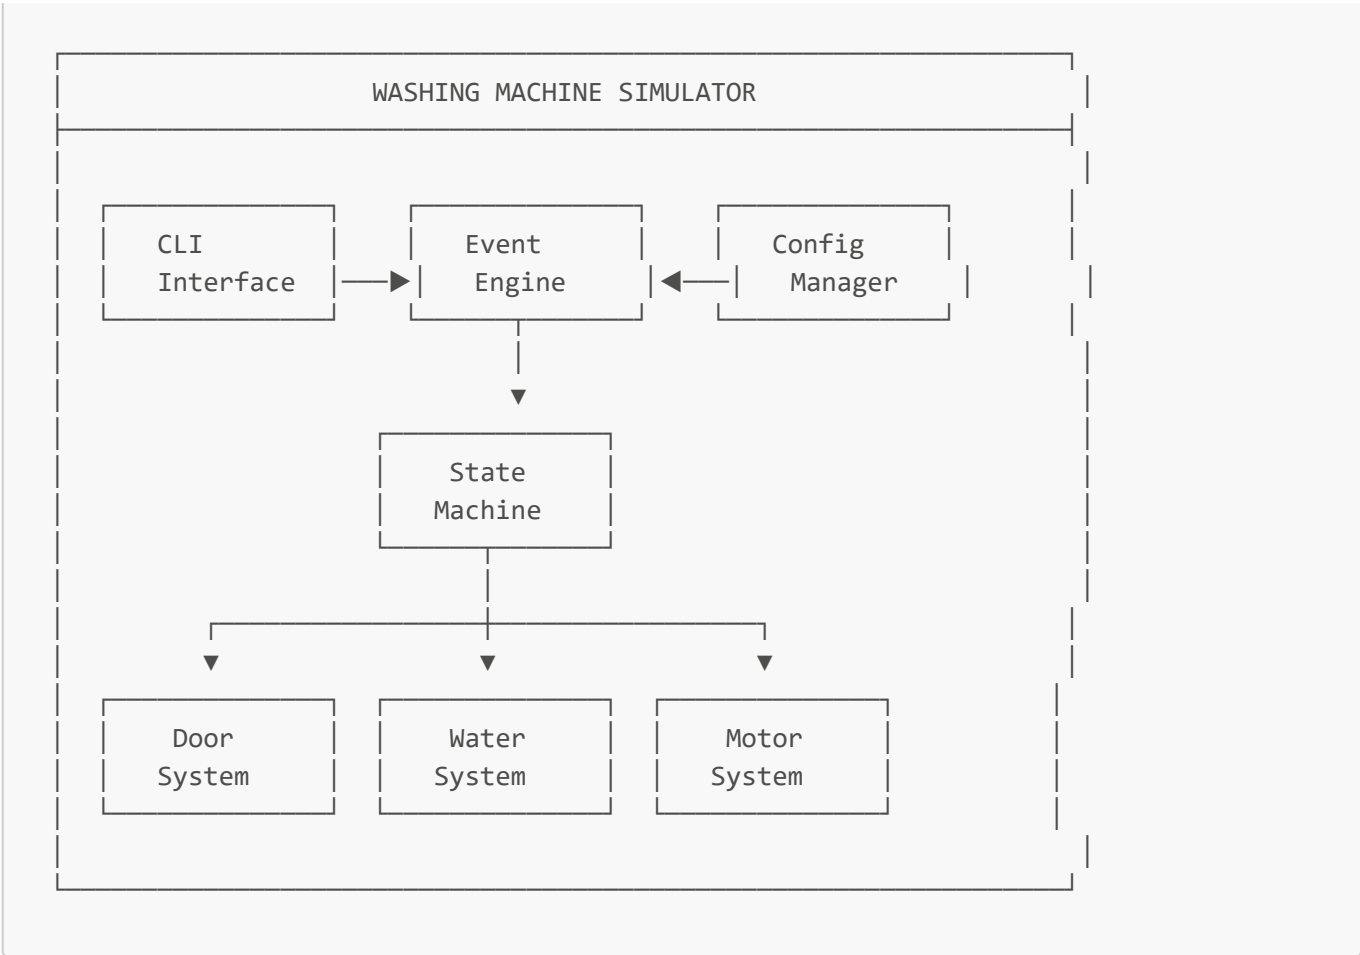 WASHING MACHINE SIMULATOR
CLI Event Config
Interface Engine Manager
State
Machine
Door Water Motor
System System System